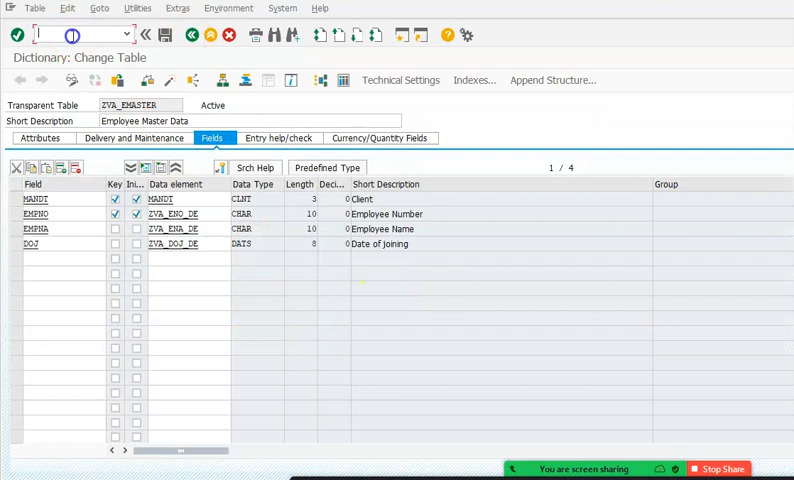 Table Edit Goto Utilities Extras Environment System Help
Dictionary: Change Table
Technical Settings Indexes... Append Structure...
Transparent Table ZVA_EMASTER Active
Short Description Employee Master Data
Attributes Delivery and Maintenance Fields Entry help/check Currency/Quantity Fields
Srch Help Predefined Type 1 / 4
Field Key Ini... Data element Data Type Length Deci... Short Description Group
MANDT MANDT CLNT 3 0 Client
EMPNO ZVA_ENO_DE CHAR 10 0 Employee Number
EMPNA ZVA_ENA_DE CHAR 10 0 Employee Name
DOJ ZVA_DOJ_DE DATS 8 0 Date of joining
You are screen sharing Stop Share